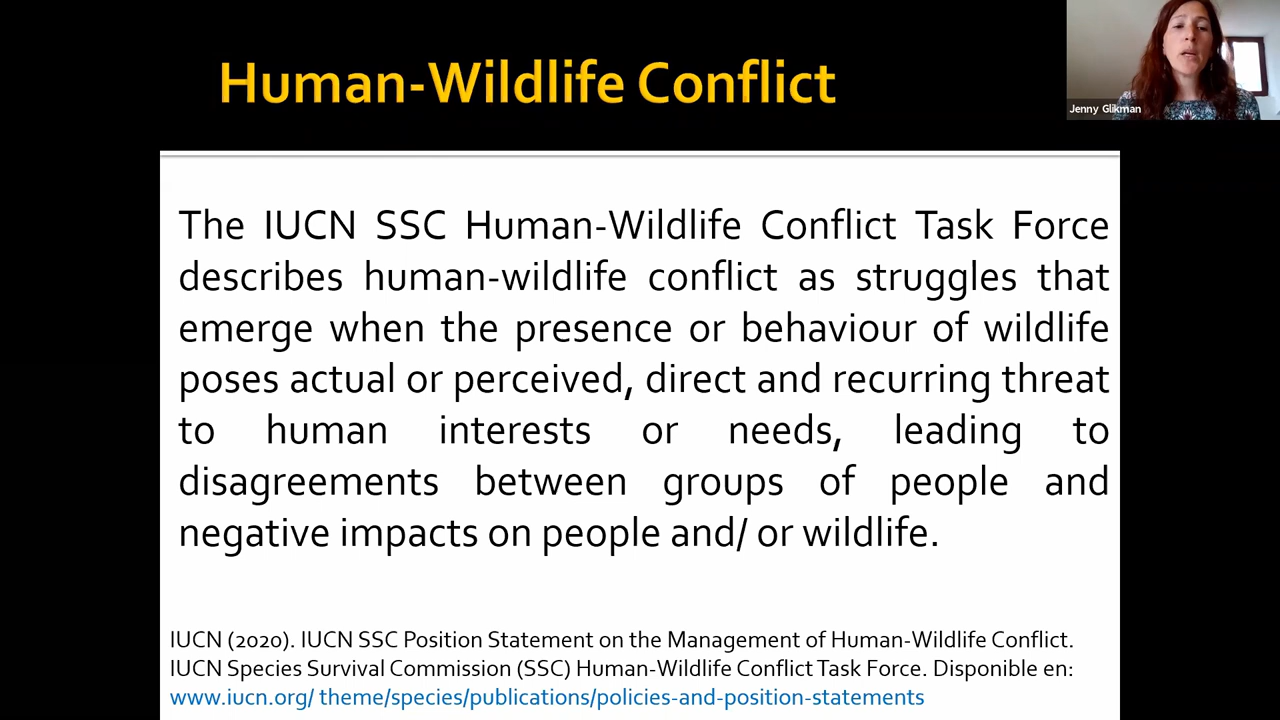 Human-Wildlife Conflict
Jenny Glikman
The IUCN SSC Human-Wildlife Conflict Task Force
describes human-wildlife conflict as struggles that
emerge when the presence or behaviour of wildlife
poses actual or perceived, direct and recurring threat
to human interests or needs, leading to
disagreements between groups of people and
negative impacts on people and/ or wildlife.
IUCN (2020). IUCN SSC Position Statement on the Management of Human-Wildlife Conflict.
IUCN Species Survival Commission (SSC) Human-Wildlife Conflict Task Force. Disponible en:
www.iucn.org/ theme/species/publications/policies-and-position-statements